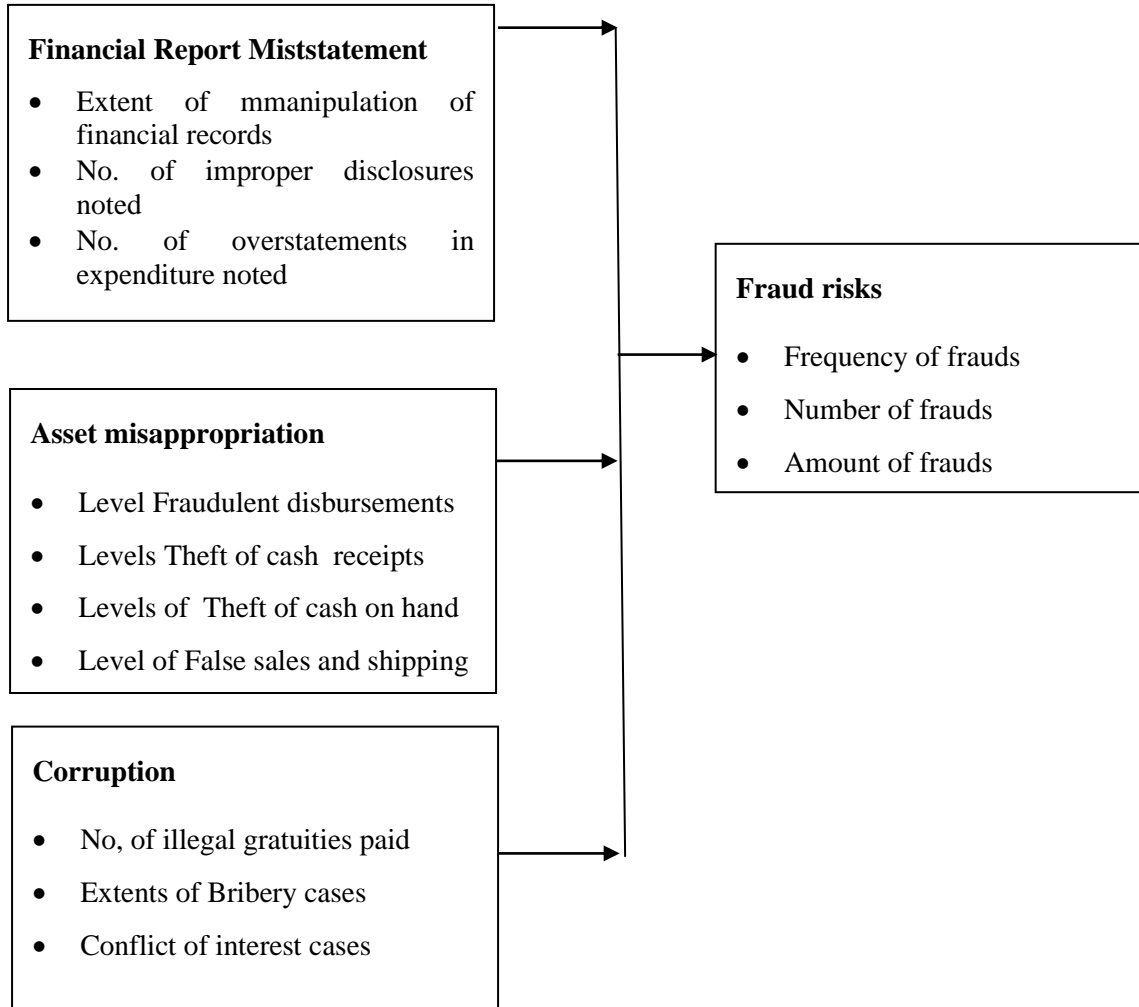 Financial Report Miststatement
• Extent of mmanipulation of
financial records
• No. of improper disclosures
noted
• No. of overstatements in
expenditure noted
Fraud risks
• Frequency of frauds
• Number of frauds
• Amount of frauds
Asset misappropriation
• Level Fraudulent disbursements
• Levels Theft of cash receipts
• Levels of Theft of cash on hand
• Level of False sales and shipping
Corruption
• No, of illegal gratuities paid
• Extents of Bribery cases
• Conflict of interest cases